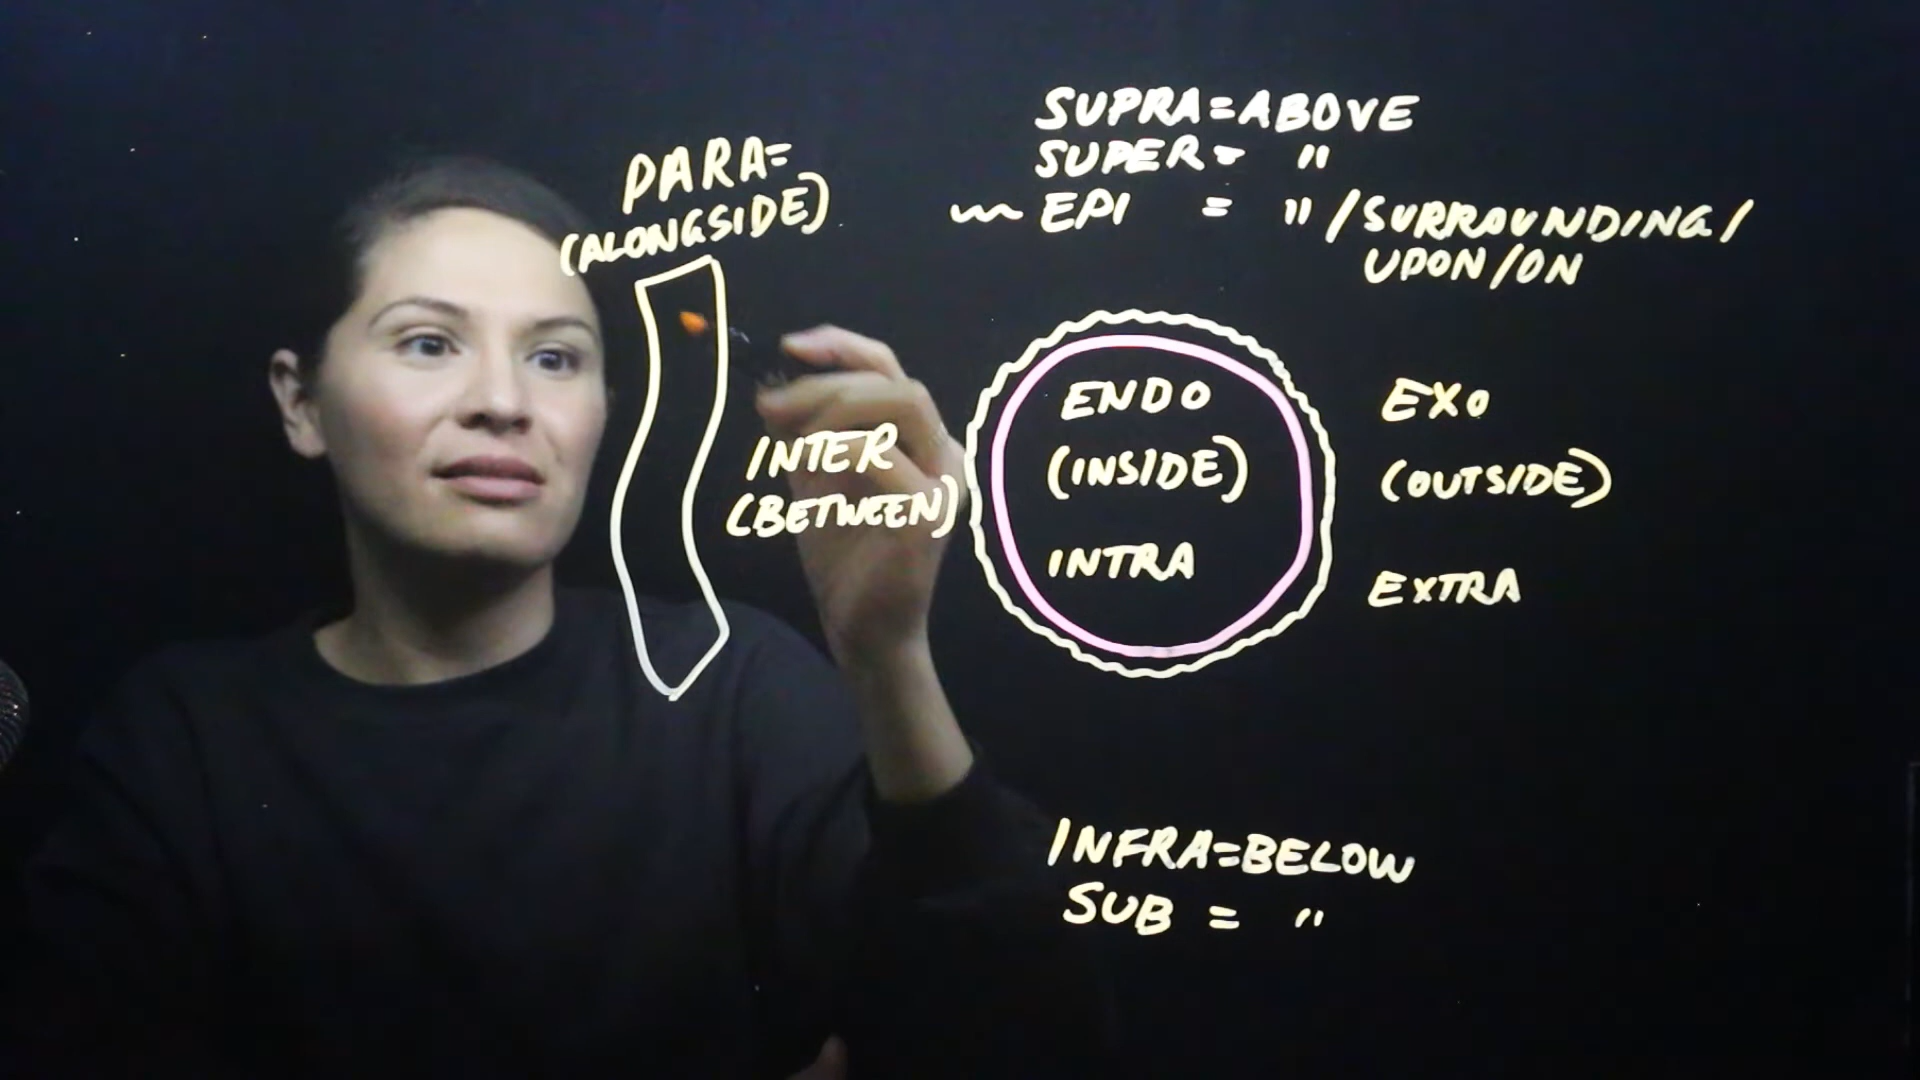 SUPRA=ABOVE
SUPER= "
EPI = " /SURROUNDING/
UPON/ON
PARA=
(ALONGSIDE)
INTER
(BETWEEN)
ENDO
(INSIDE)
INTRA
EXO
(OUTSIDE)
EXTRA
INFRA=BELOW
SUB = "